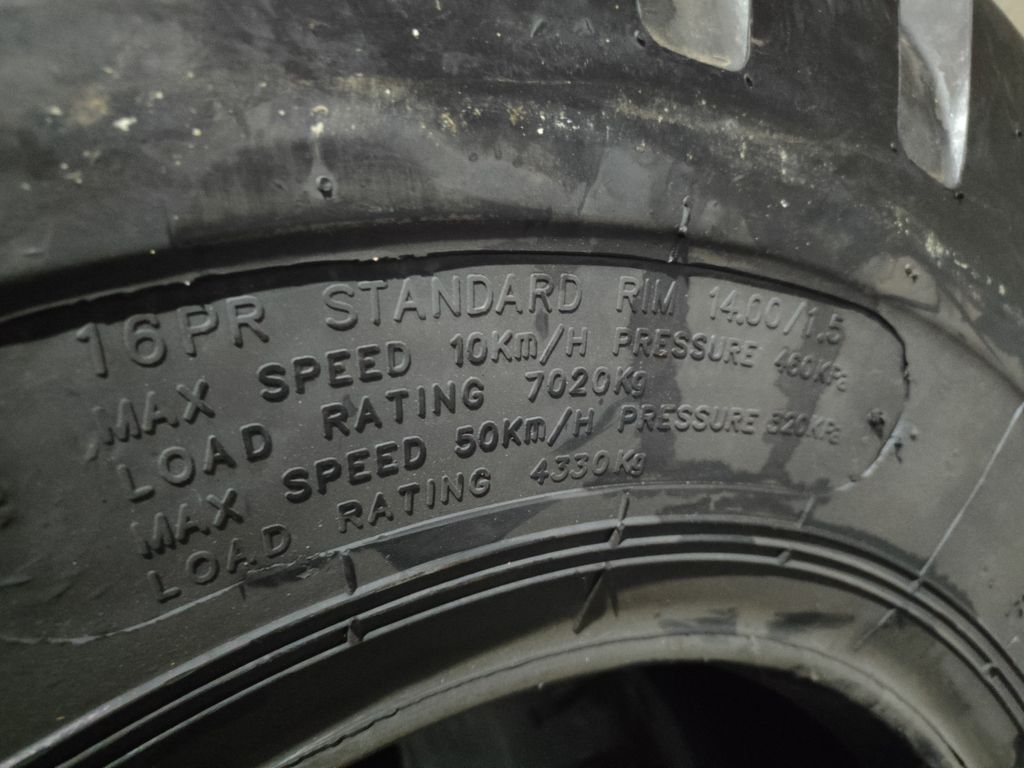 16PR STANDARD RIM 14.00/1.5
MAX SPEED 10Km/H PRESSURE 460KPa
LOAD RATING 7020Kg
MAX SPEED 50Km/H PRESSURE 320KPa
LOAD RATING 4330Kg